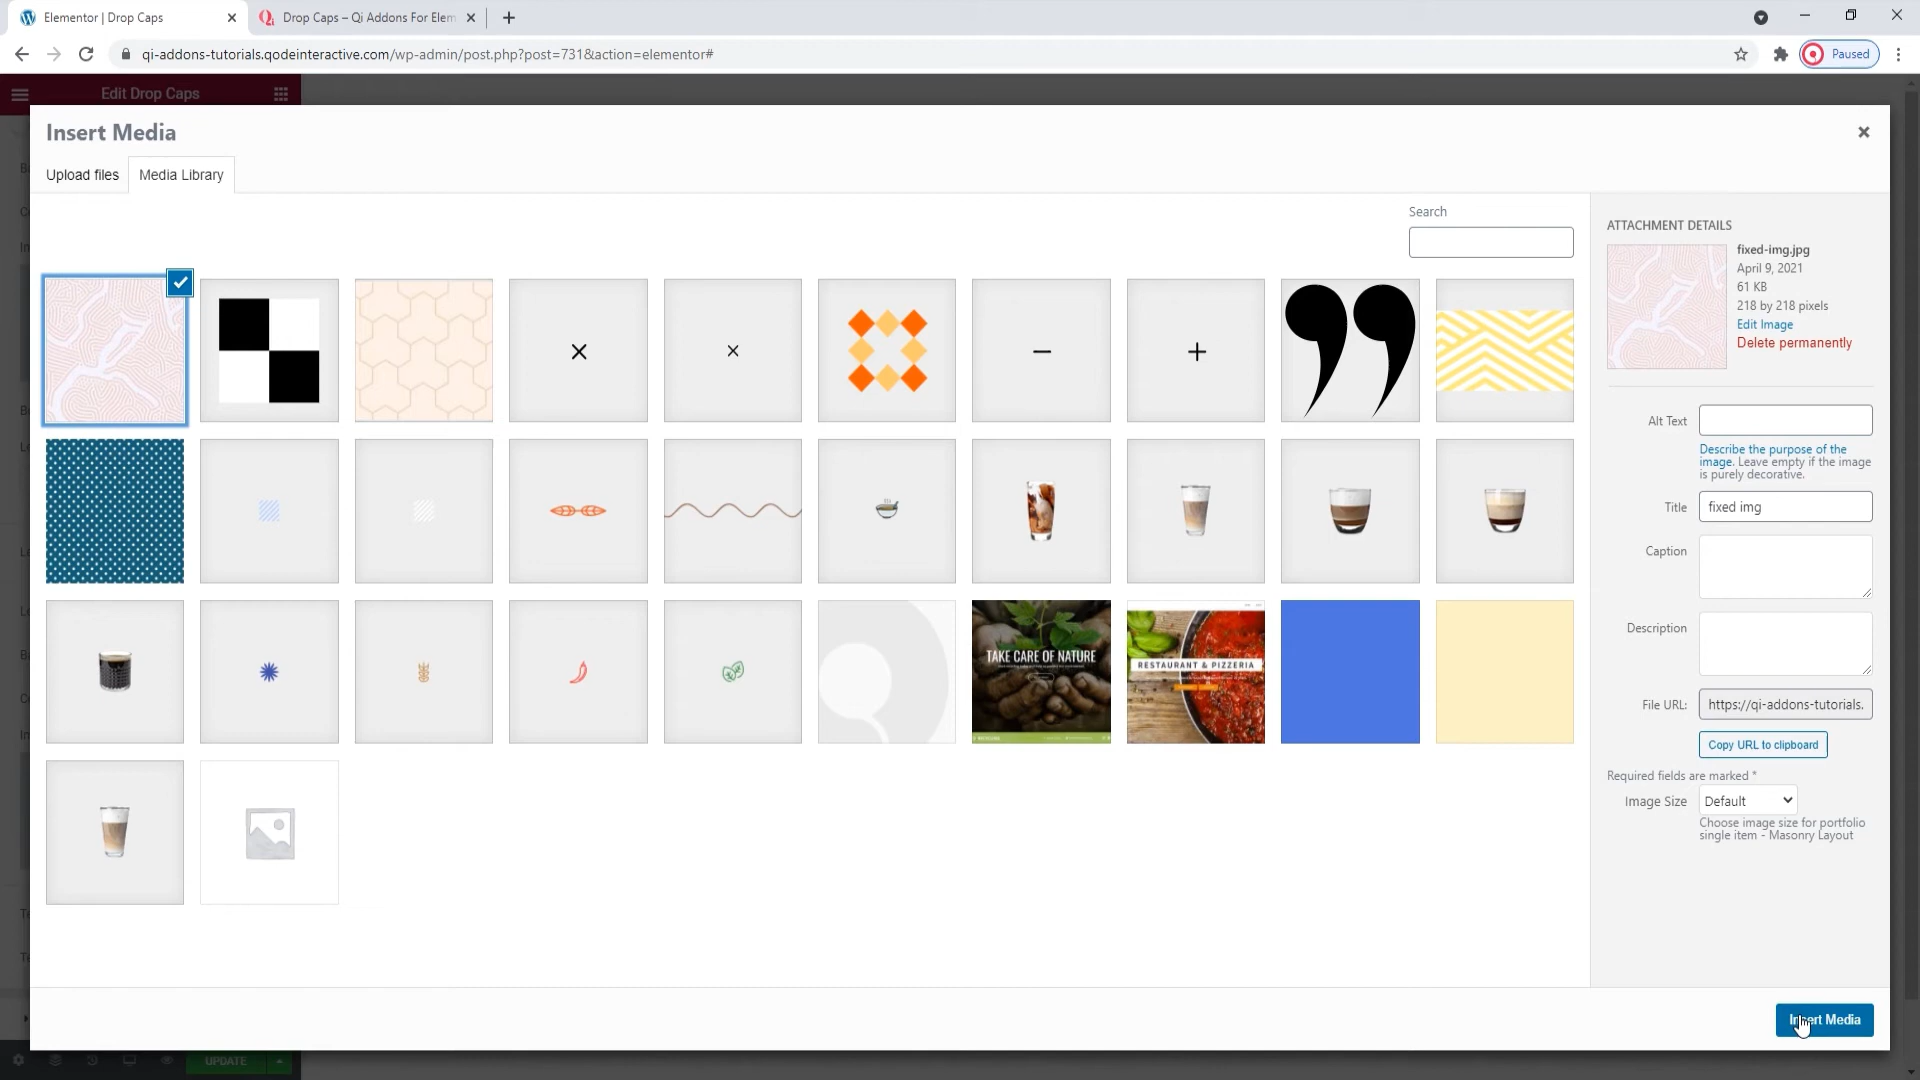 Elementor | Drop Caps
Drop Caps – Qi Addons For Elem
qi-addons-tutorials.qodeinteractive.com/wp-admin/post.php?post=731&action=elementor#
Paused
Edit Drop Caps
Insert Media
Upload files
Media Library
Search
ATTACHMENT DETAILS
fixed-img.jpg
April 9, 2021
61 KB
218 by 218 pixels
Edit Image
Delete permanently
Alt Text
Describe the purpose of the
image. Leave empty if the image
is purely decorative.
Title
fixed img
Caption
Description
File URL:
https://qi-addons-tutorials.
Copy URL to clipboard
Required fields are marked *
Image Size
Default
Choose image size for portfolio
single item - Masonry Layout
TAKE CARE OF NATURE
RESTAURANT & PIZZERIA
Insert Media
UPDATE